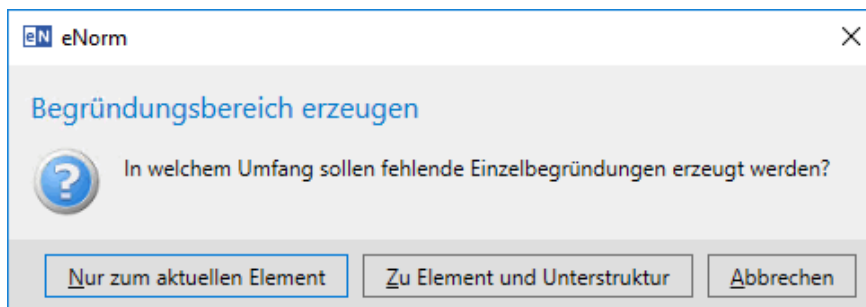 eN eNorm
Begründungsbereich erzeugen
In welchem Umfang sollen fehlende Einzelbegründungen erzeugt werden?
Nur zum aktuellen Element Zu Element und Unterstruktur Abbrechen